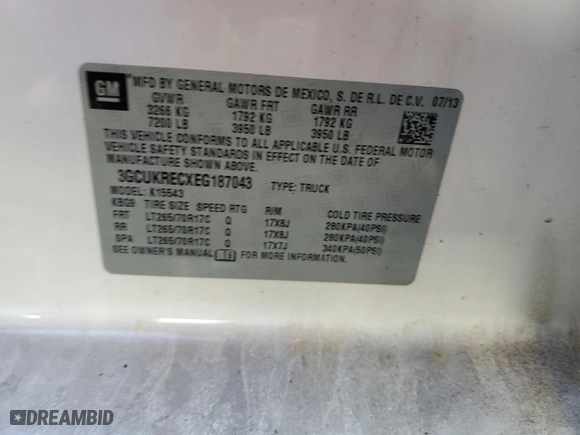 GM
MFD BY GENERAL MOTORS DE MEXICO, S. DE R.L. DE C.V. 07/13
GVWR GAWR FRT GAWR RR
3266 KG 1792 KG 1792 KG
7200 LB 3950 LB 3950 LB
THIS VEHICLE CONFORMS TO ALL APPLICABLE U.S. FEDERAL MOTOR
VEHICLE SAFETY STANDARDS IN EFFECT ON THE DATE OF
MANUFACTURE SHOWN ABOVE.
3GCUKRECXEG187043 TYPE: TRUCK
MODEL: K15543
KBG9 TIRE SIZE SPEED RTG RIM COLD TIRE PRESSURE
FRT LT265/70R17C Q 17X8J 280KPA(40PSI)
RR LT265/70R17C Q 17X8J 280KPA(40PSI)
SPA LT265/70R17C Q 17X7J 340KPA(50PSI)
SEE OWNER'S MANUAL FOR MORE INFORMATION.
DREAMBID